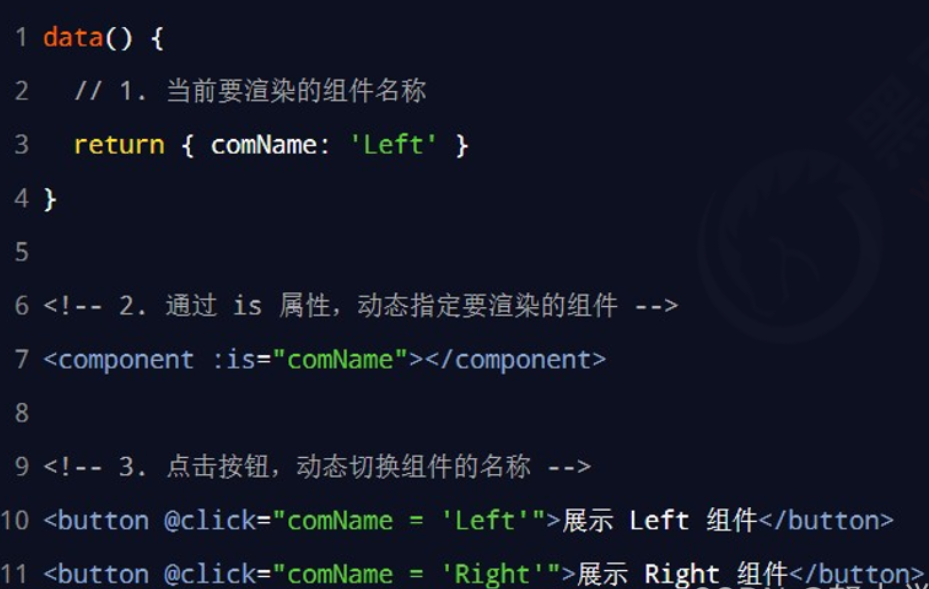 1 data() {
2 // 1. 当前要渲染的组件名称
3 return { comName: 'Left' }
4 }
5
6 <!-- 2. 通过 is 属性，动态指定要渲染的组件 -->
7 <component :is="comName"></component>
8
9 <!-- 3. 点击按钮，动态切换组件的名称 -->
10 <button @click="comName = 'Left'">展示 Left 组件</button>
11 <button @click="comName = 'Right'">展示 Right 组件</button>